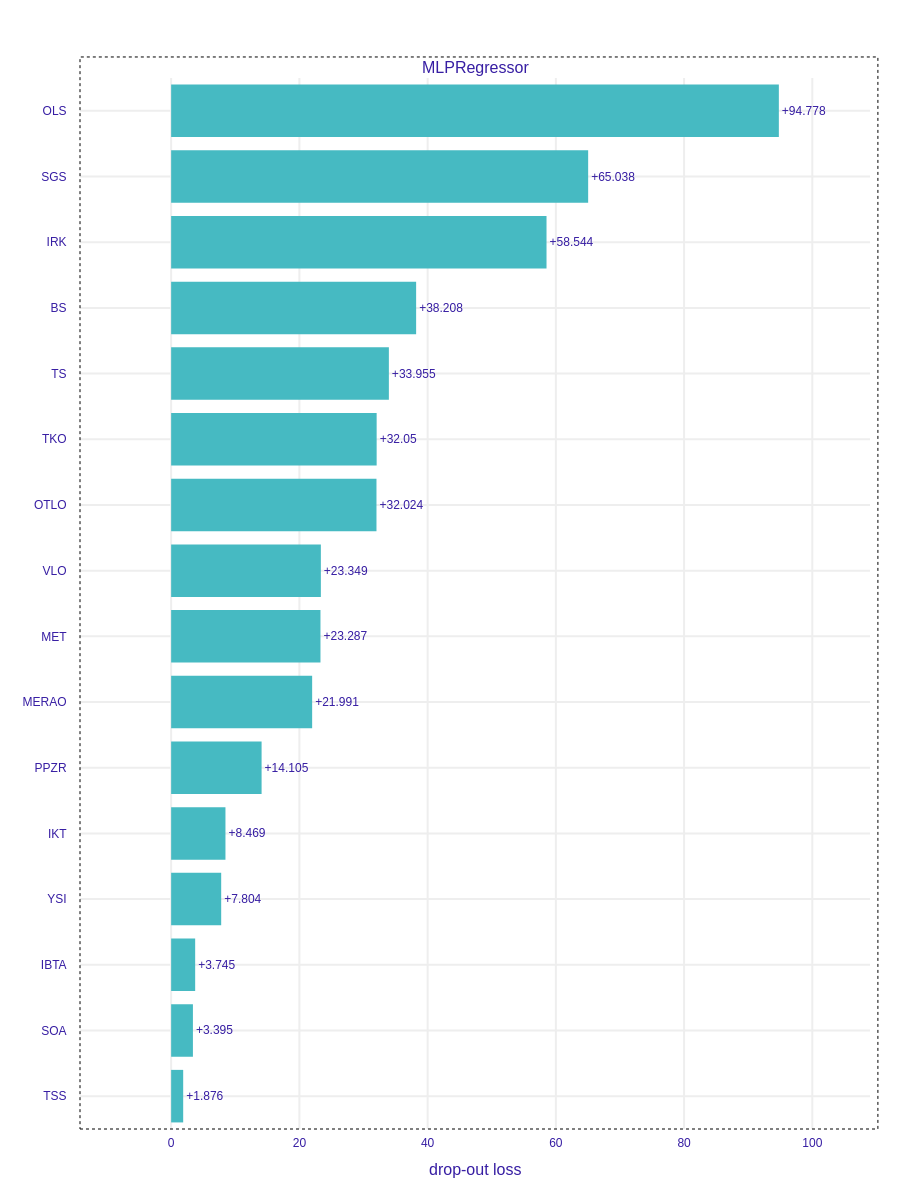 MLPRegressor
OLS +94.778
SGS +65.038
IRK +58.544
BS +38.208
TS +33.955
TKO +32.05
OTLO +32.024
VLO +23.349
MET +23.287
MERAO +21.991
PPZR +14.105
IKT +8.469
YSI +7.804
IBTA +3.745
SOA +3.395
TSS +1.876
0 20 40 60 80 100
drop-out loss